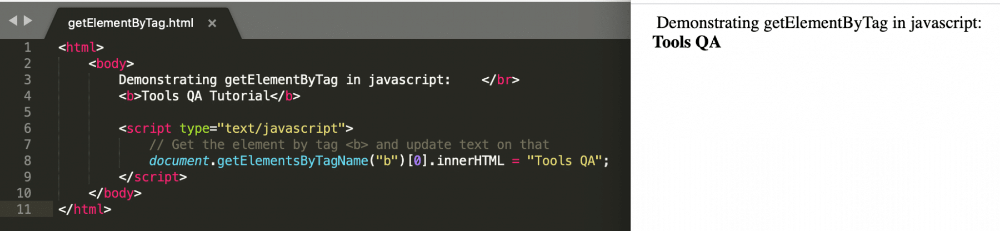 getElementByTag.html ×
1 <html>
2 <body>
3 Demonstrating getElementByTag in javascript: </br>
4 <b>Tools QA Tutorial</b>
5
6 <script type="text/javascript">
7 // Get the element by tag <b> and update text on that
8 document.getElementsByTagName("b")[0].innerHTML = "Tools QA";
9 </script>
10 </body>
11 </html>
Demonstrating getElementByTag in javascript:
Tools QA